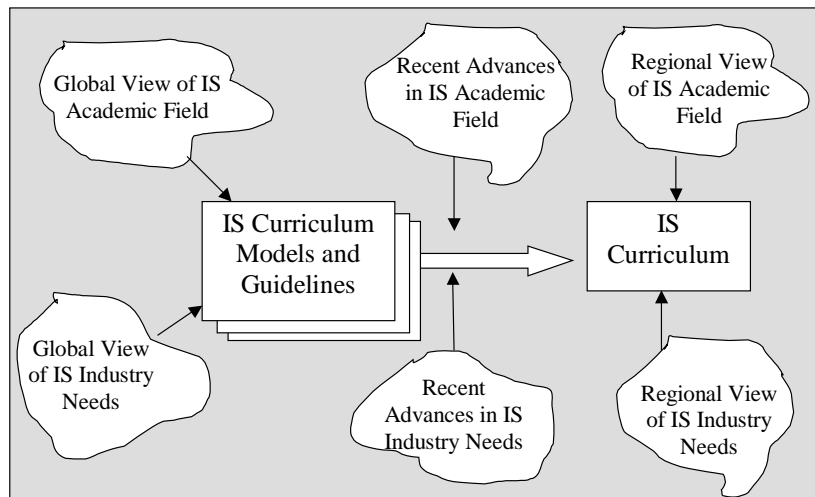 Global View of IS
Academic Field
Recent Advances
in IS Academic
Field
Regional View
of IS Academic
Field
IS Curriculum
Models and
Guidelines
IS
Curriculum
Global View
of IS Industry
Needs
Recent
Advances in IS
Industry Needs
Regional View
of IS Industry
Needs